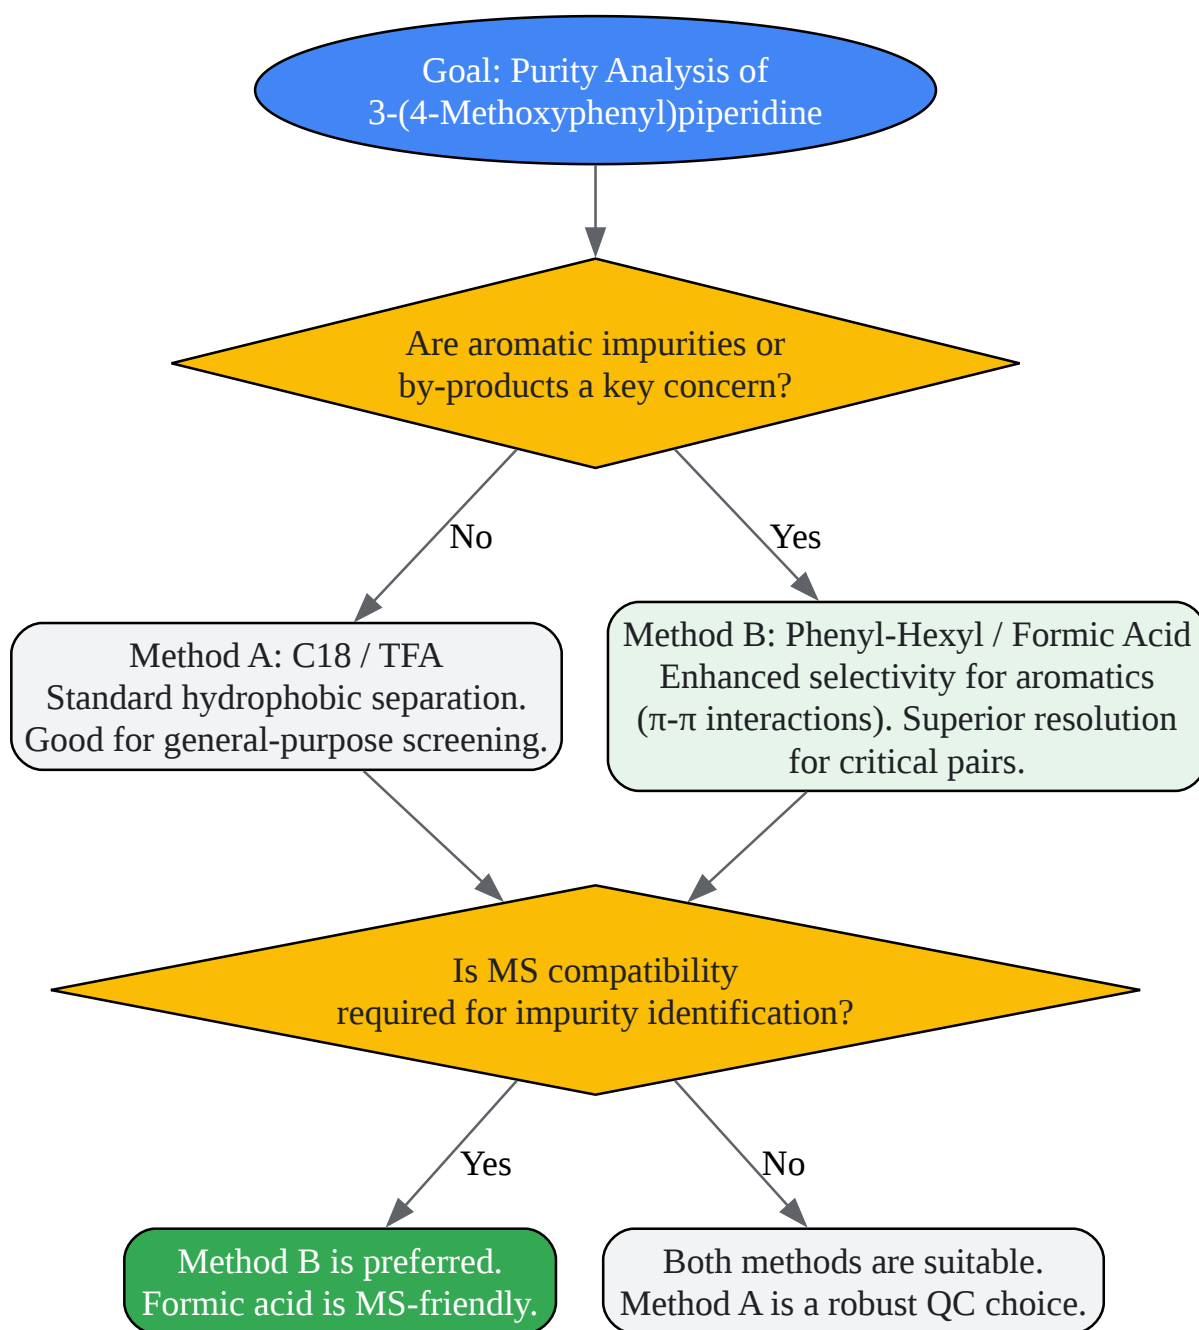 Goal: Purity Analysis of
3-(4-Methoxyphenyl)piperidine
Are aromatic impurities or
by-products a key concern?
No
Yes
Method A: C18 / TFA
Standard hydrophobic separation.
Good for general-purpose screening.
Method B: Phenyl-Hexyl / Formic Acid
Enhanced selectivity for aromatics
(π-π interactions). Superior resolution
for critical pairs.
Is MS compatibility
required for impurity identification?
Yes
No
Method B is preferred.
Formic acid is MS-friendly.
Both methods are suitable.
Method A is a robust QC choice.